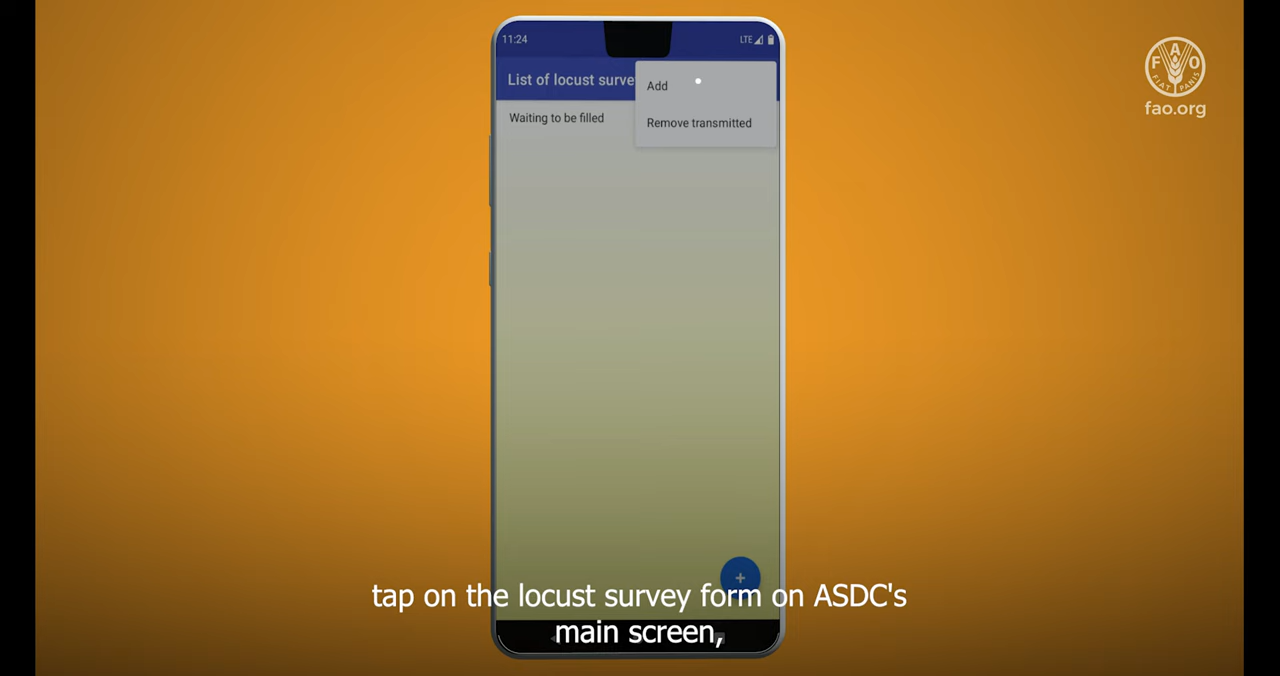 11:24
LTE
List of locust surve
Add
Waiting to be filled
Remove transmitted
FAO
FIAT PANIS
fao.org
+
tap on the locust survey form on ASDC's
main screen,